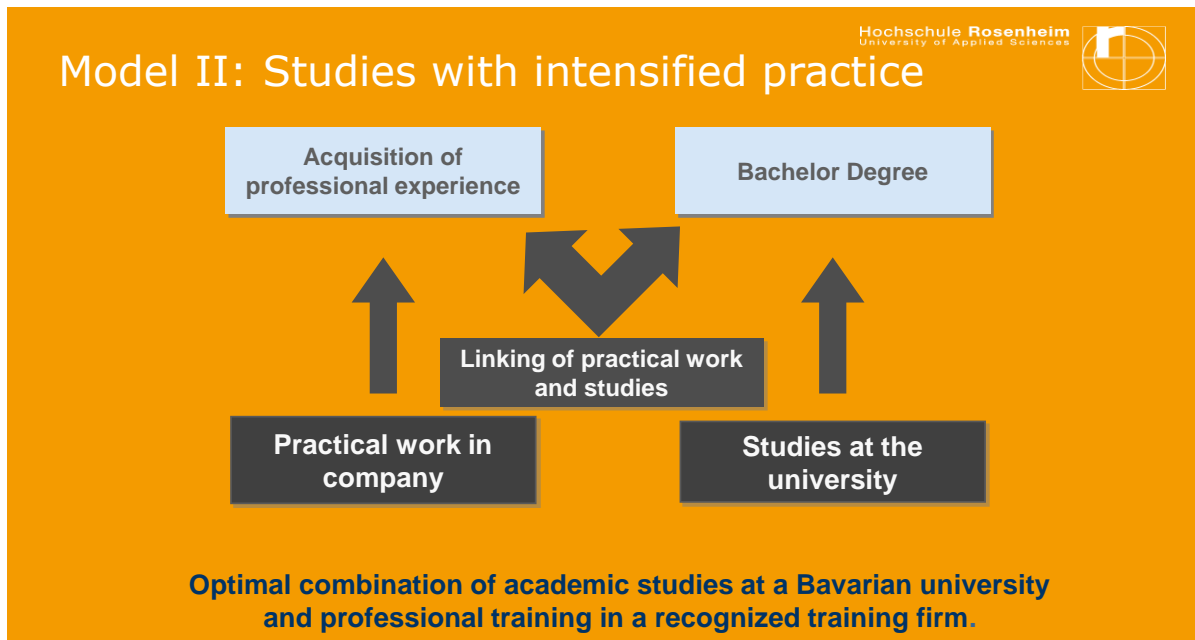 Hochschule Rosenheim
University of Applied Sciences
Model II: Studies with intensified practice
Acquisition of
professional experience
Bachelor Degree
Linking of practical work
and studies
Practical work in
company
Studies at the
university
Optimal combination of academic studies at a Bavarian university
and professional training in a recognized training firm.